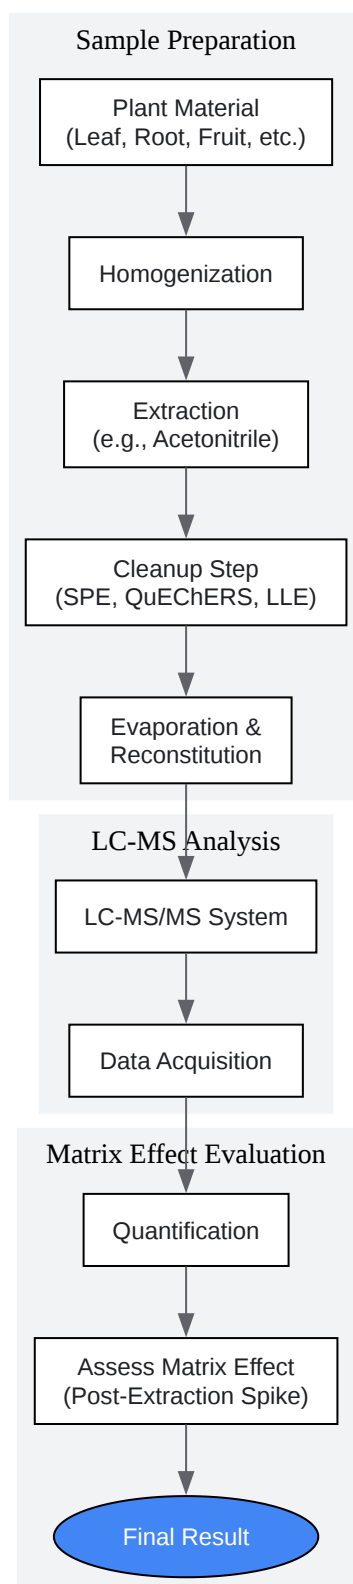 Sample Preparation
Plant Material
(Leaf, Root, Fruit, etc.)
Homogenization
Extraction
(e.g., Acetonitrile)
Cleanup Step
(SPE, QuEChERS, LLE)
Evaporation &
Reconstitution
LC-MS Analysis
LC-MS/MS System
Data Acquisition
Matrix Effect Evaluation
Quantification
Assess Matrix Effect
(Post-Extraction Spike)
Final Result